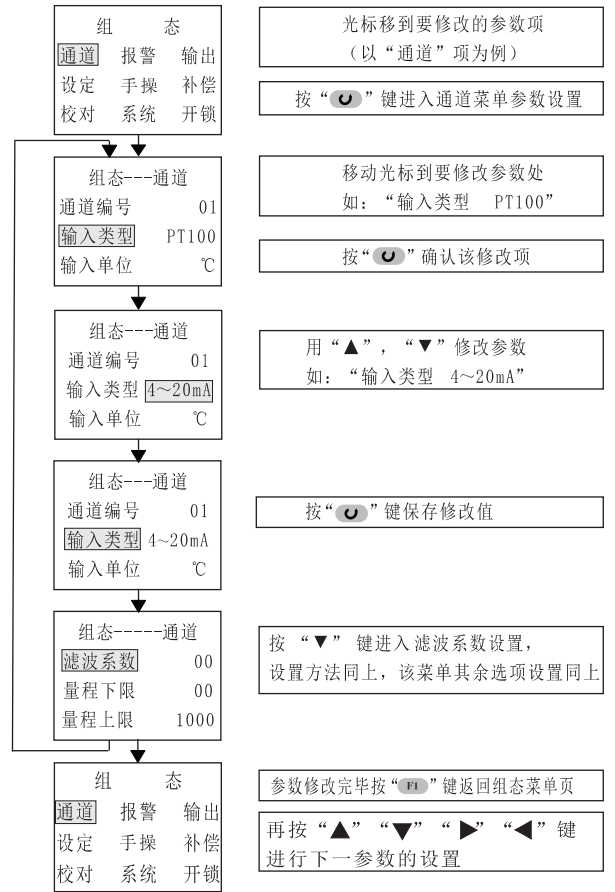 组 态
通道 报警 输出
设定 手操 补偿
校对 系统 开锁
光标移到要修改的参数项
（以“通道”项为例）
按“ ”键进入通道菜单参数设置
组态---通道
通道编号 01
输入类型 PT100
输入单位 ℃
移动光标到要修改参数处
如：“输入类型 PT100”
按“ ”确认该修改项
组态---通道
通道编号 01
输入类型 4～20mA
输入单位 ℃
用“▲”，“▼”修改参数
如：“输入类型 4～20mA”
组态---通道
通道编号 01
输入类型 4～20mA
输入单位 ℃
按“ ”键保存修改值
组态-----通道
滤波系数 00
量程下限 00
量程上限 1000
按 “▼” 键进入滤波系数设置，
设置方法同上，该菜单其余选项设置同上
组 态
通道 报警 输出
设定 手操 补偿
校对 系统 开锁
参数修改完毕按“ F1 ”键返回组态菜单页
再按“▲” “▼” “▶” “◀”键
进行下一参数的设置